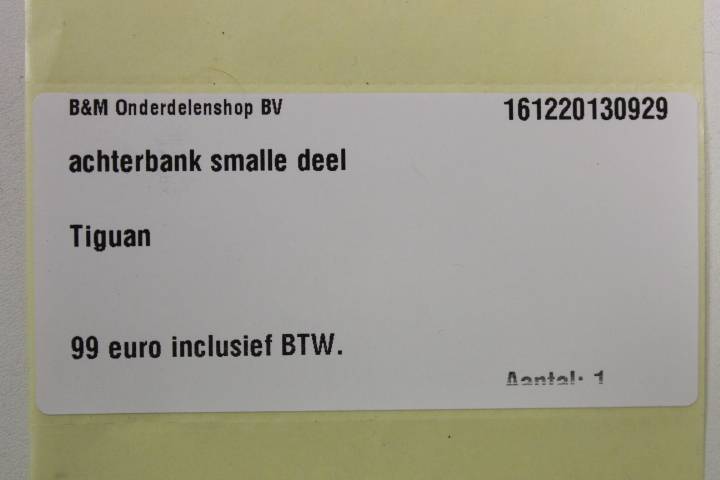 B&M Onderdelenshop BV 161220130929
achterbank smalle deel
Tiguan
99 euro inclusief BTW.
Aantal: 1